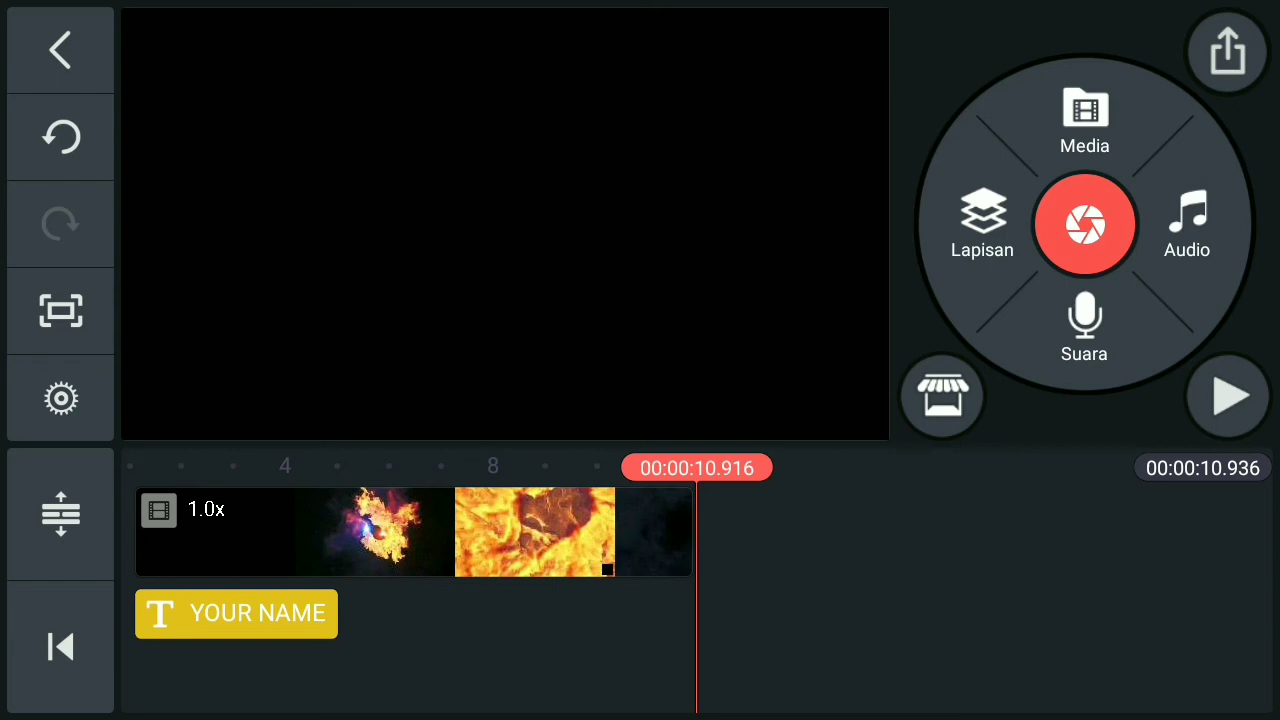 Media
Lapisan
Audio
Suara
4
8
00:00:10.916
00:00:10.936
1.0x
T YOUR NAME